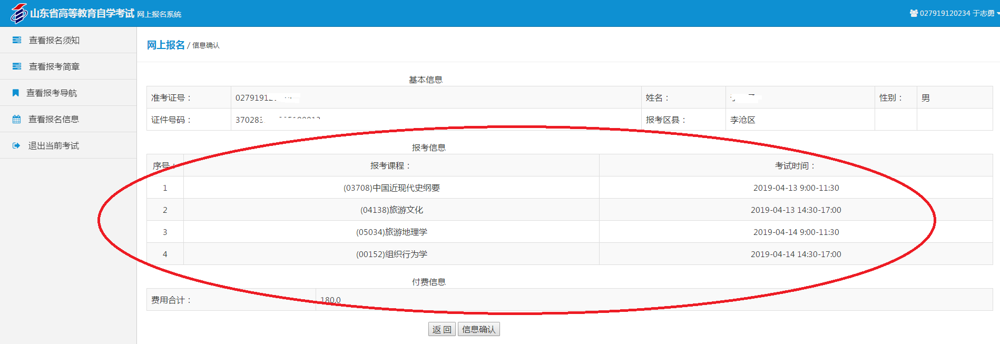 山东省高等教育自学考试 网上报名系统
027919120234 于志勇
查看报名须知
查看报考简章
查看报考导航
查看报名信息
退出当前考试
网上报名 / 信息确认
基本信息
准考证号： 姓名： 性别： 男
证件号码： 报考区县： 李沧区
报考信息
序号： 报考课程： 考试时间：
1 (03708)中国近现代史纲要 2019-04-13 9:00-11:30
2 (04138)旅游文化 2019-04-13 14:30-17:00
3 (05034)旅游地理学 2019-04-14 9:00-11:30
4 (00152)组织行为学 2019-04-14 14:30-17:00
付费信息
费用合计： 180.0
返 回 信息确认